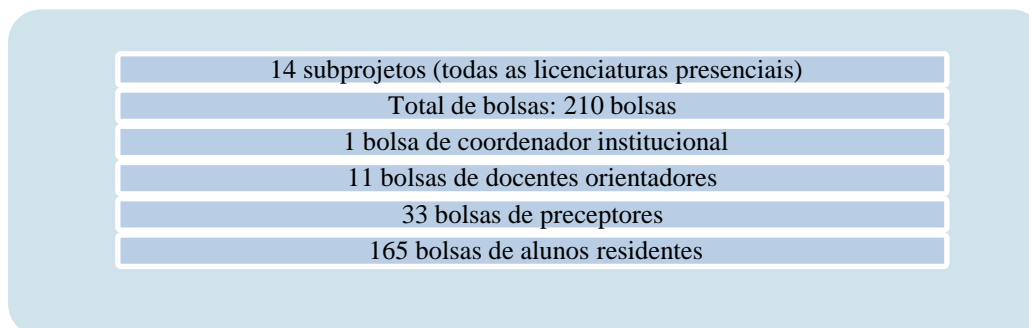 14 subprojetos (todas as licenciaturas presenciais)
Total de bolsas: 210 bolsas
1 bolsa de coordenador institucional
11 bolsas de docentes orientadores
33 bolsas de preceptores
165 bolsas de alunos residentes